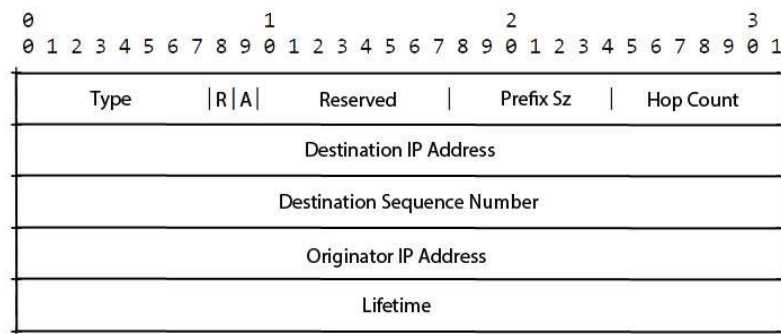 0 1 2 3
0 1 2 3 4 5 6 7 8 9 0 1 2 3 4 5 6 7 8 9 0 1 2 3 4 5 6 7 8 9 0 1
Type |R|A| Reserved | Prefix Sz | Hop Count
Destination IP Address
Destination Sequence Number
Originator IP Address
Lifetime